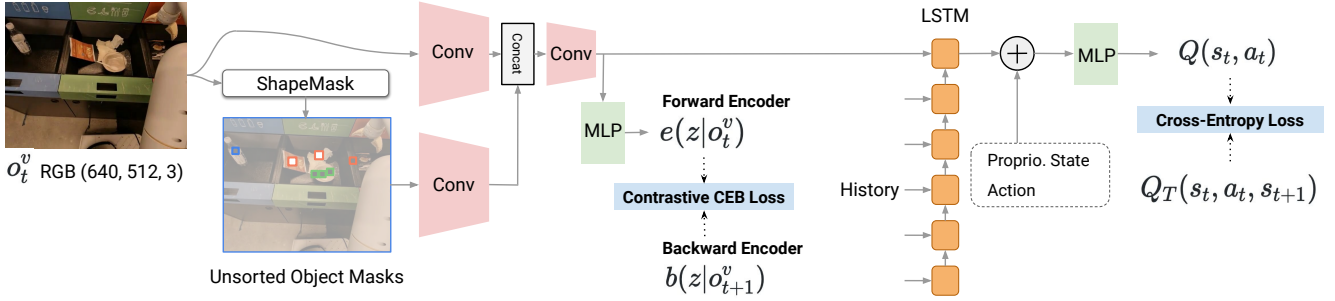 LSTM
Conv
Concat
Conv
MLP
Q(s_t, a_t)
ShapeMask
Forward Encoder
MLP
e(z|o_t^v)
Cross-Entropy Loss
o_t^v RGB (640, 512, 3)
Conv
Proprio. State
Action
Contrastive CEB Loss
History
Q_T(s_t, a_t, s_{t+1})
Backward Encoder
Unsorted Object Masks
b(z|o_{t+1}^v)